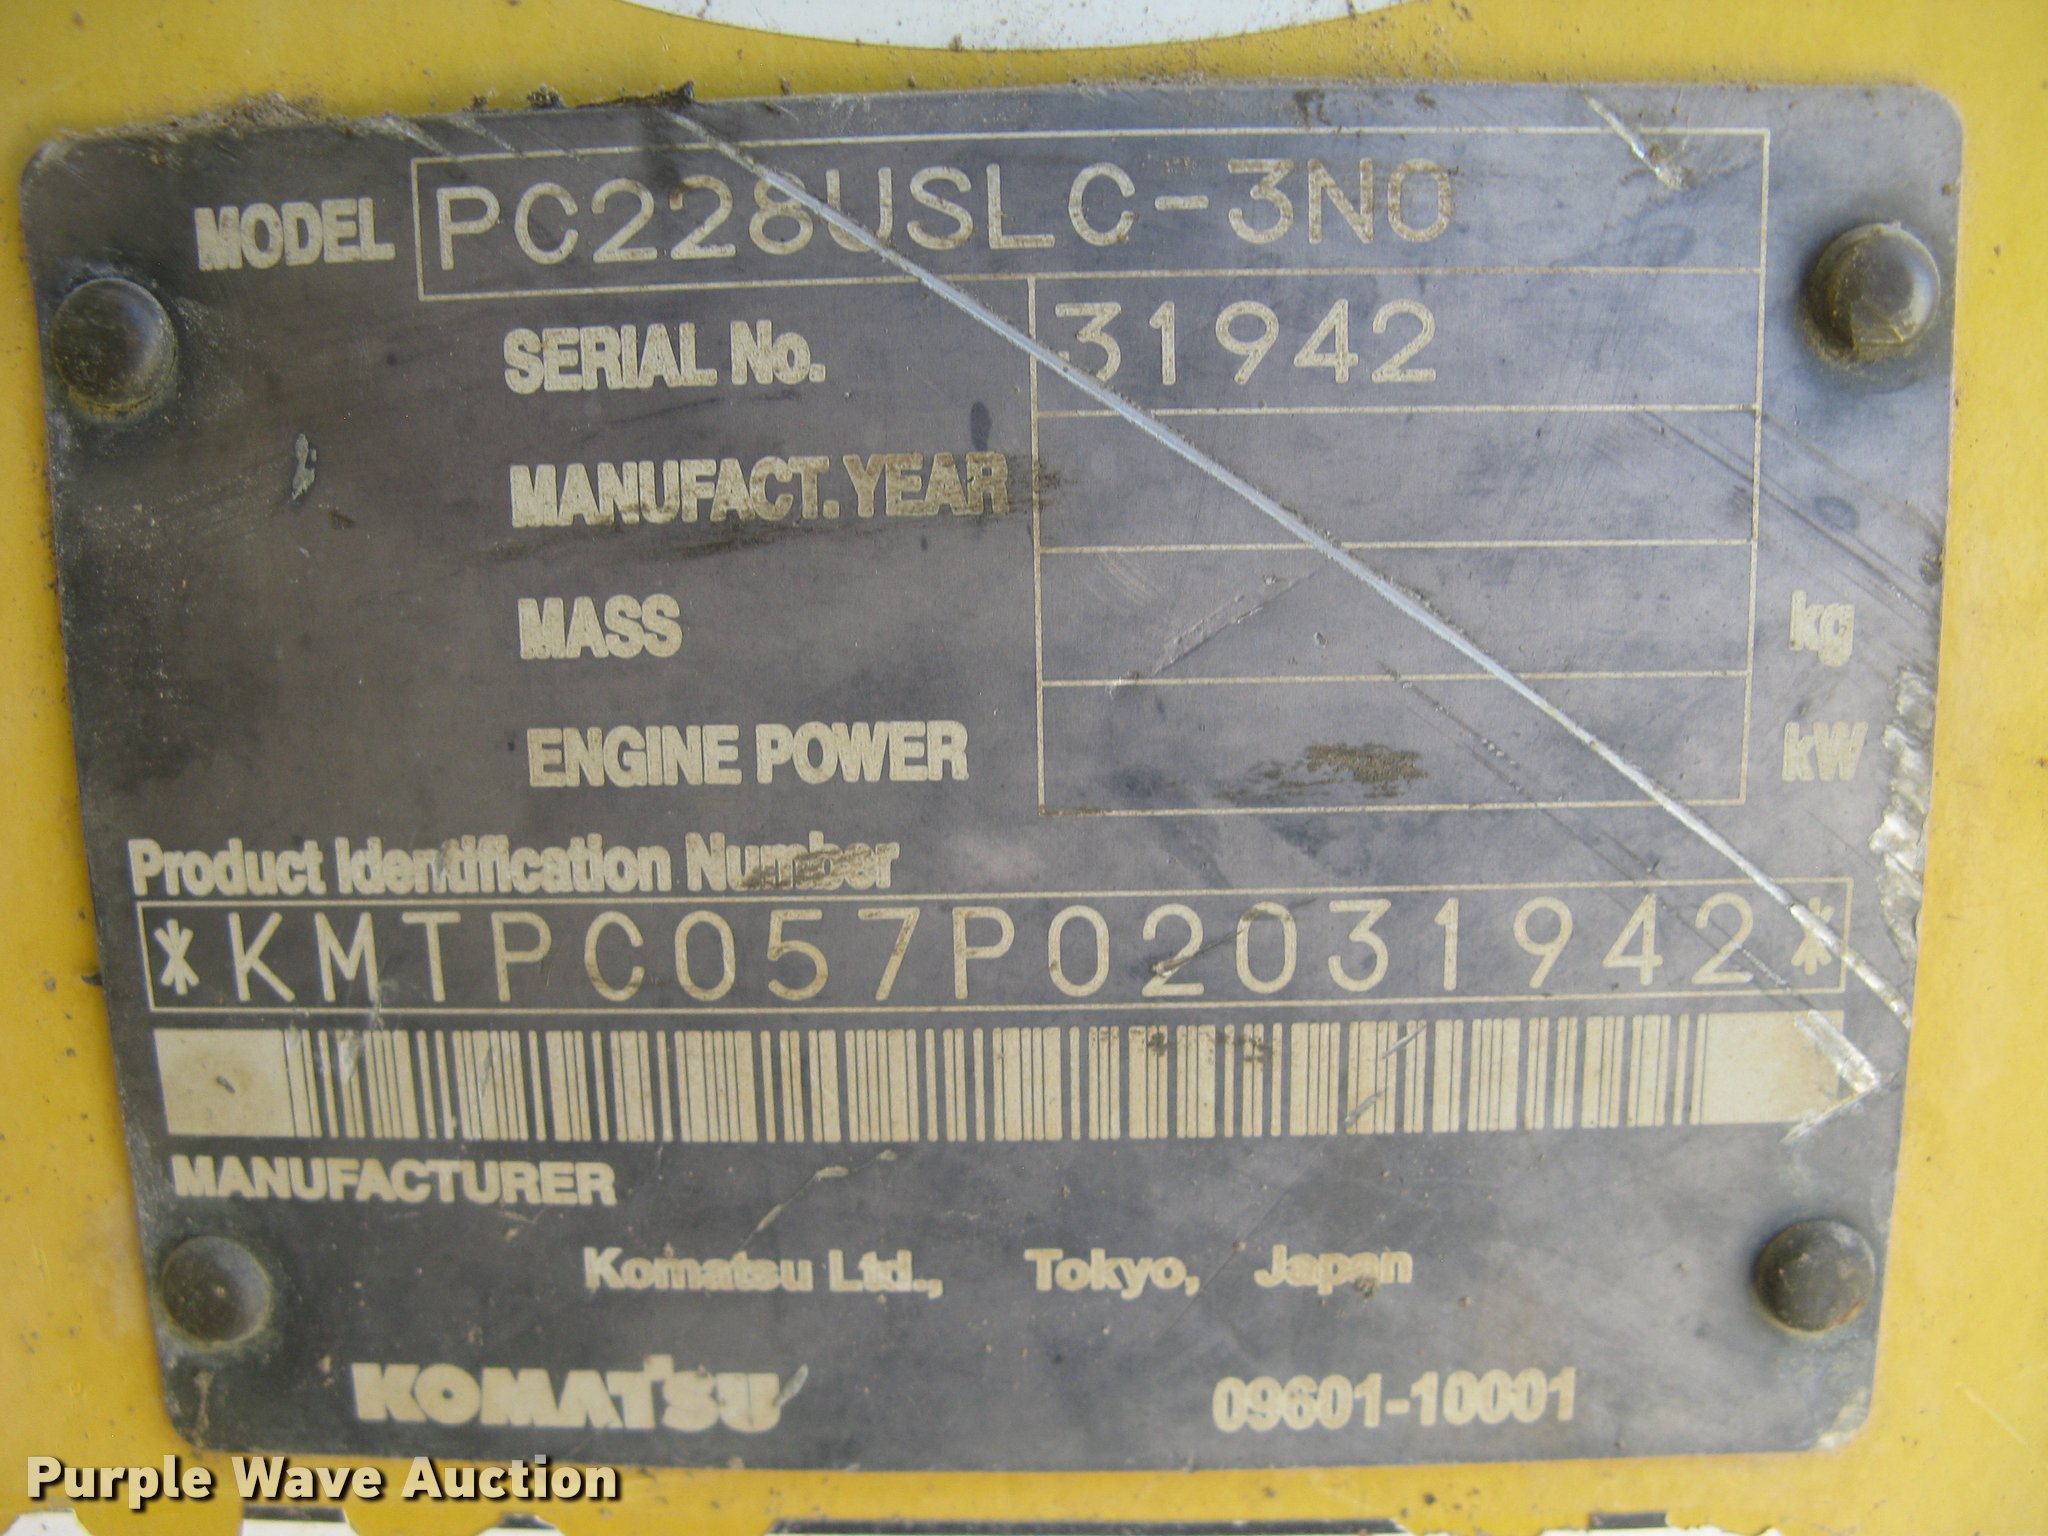 MODEL PC228USLC-3N0
SERIAL No. 31942
MANUFACT. YEAR
MASS kg
ENGINE POWER kW
Product Identification Number
*KMTPC057P02031942*
MANUFACTURER
Komatsu Ltd., Tokyo, Japan
KOMATSU 09601-10001
Purple Wave Auction